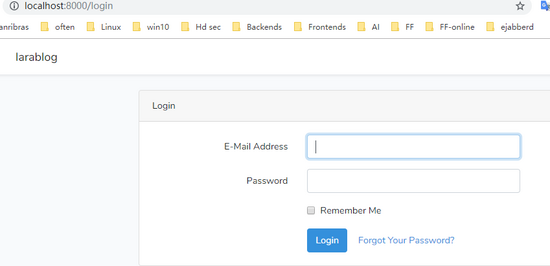 localhost:8000/login
anribras often Linux win10 Hd sec Backends Frontends AI FF FF-online ejabberd
larablog
Login
E-Mail Address
Password
Remember Me
Login Forgot Your Password?